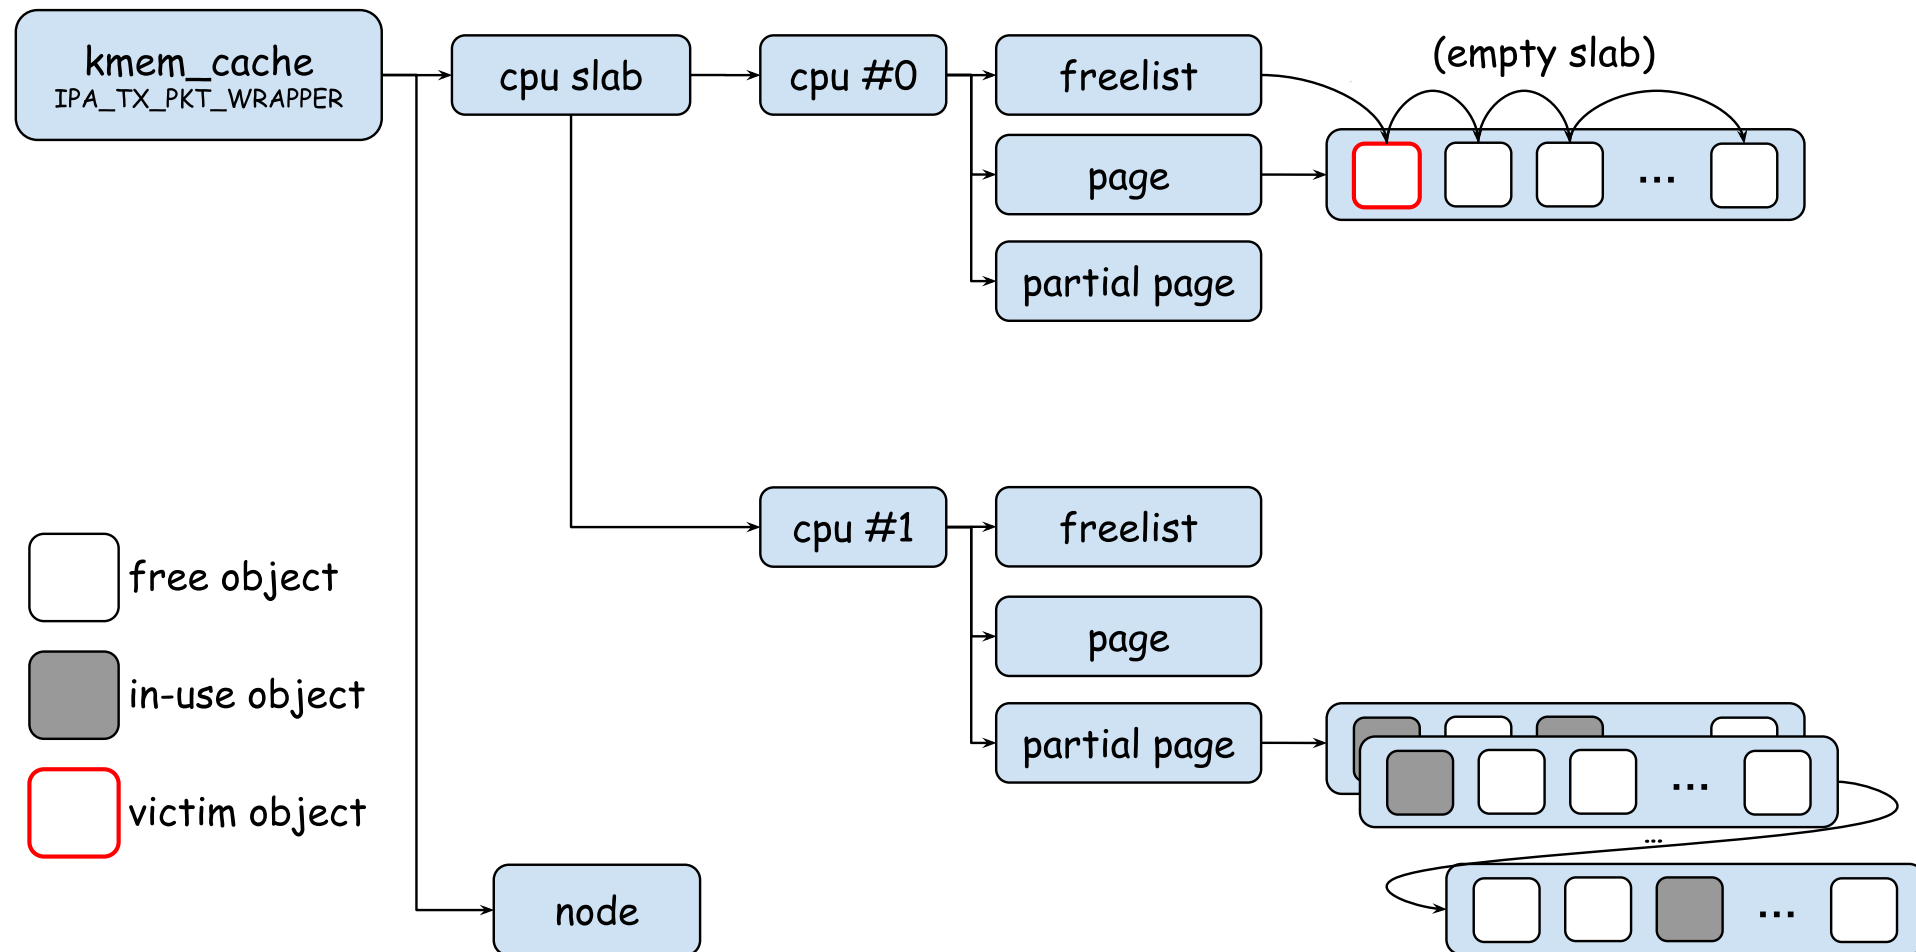 kmem_cache
IPA_TX_PKT_WRAPPER
cpu slab
cpu #0
freelist
(empty slab)
page
...
partial page
cpu #1
freelist
page
partial page
...
...
...
free object
in-use object
victim object
node